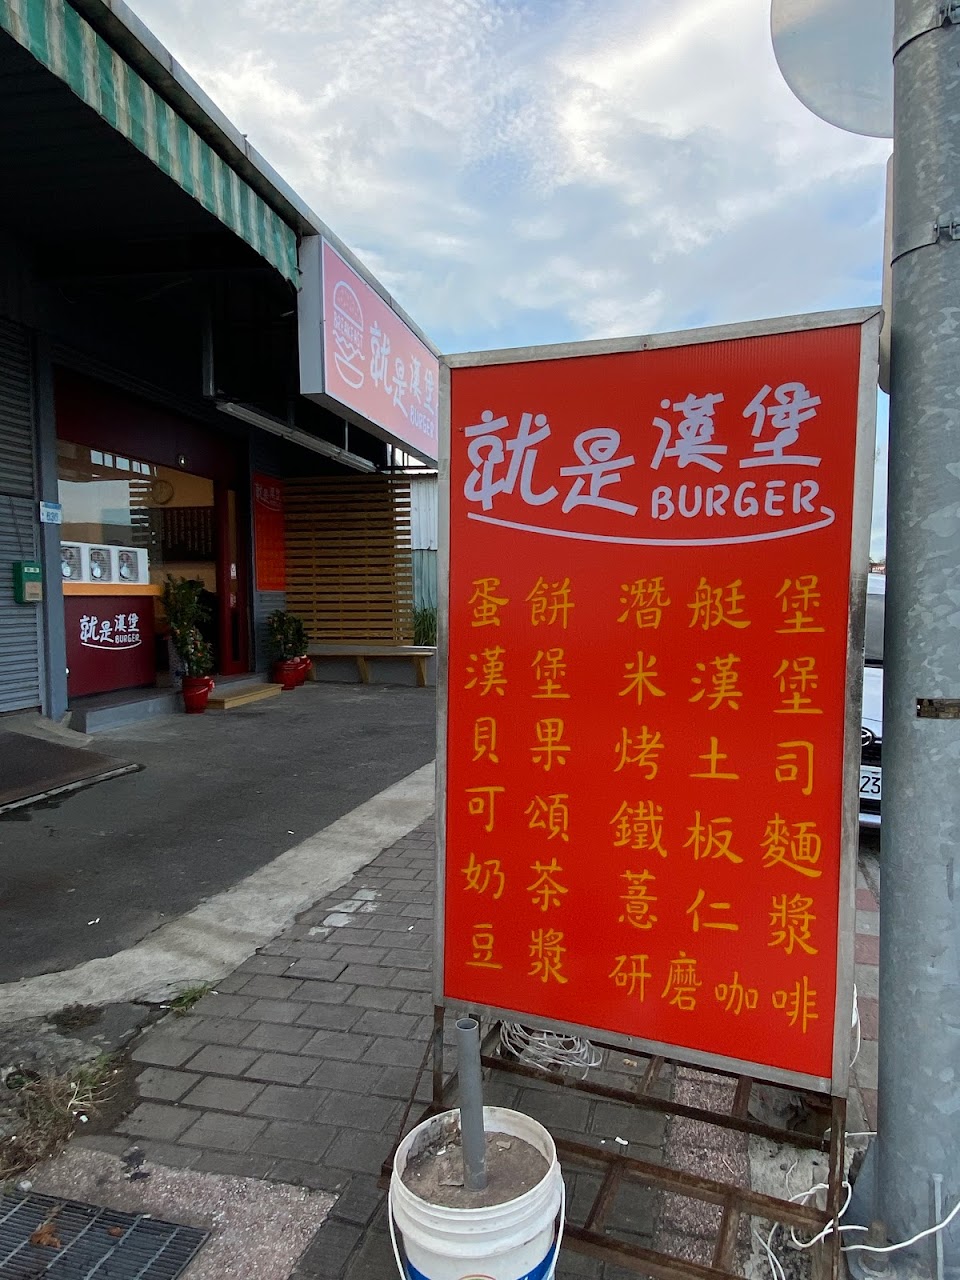 就是漢堡
BURGER
就是漢堡
BURGER
蛋餅 潛艇堡
漢堡 米漢堡
貝果 烤土司
可頌 鐵板麵
奶茶 薏仁漿
豆漿 研磨咖啡
就是漢堡
BURGER
23